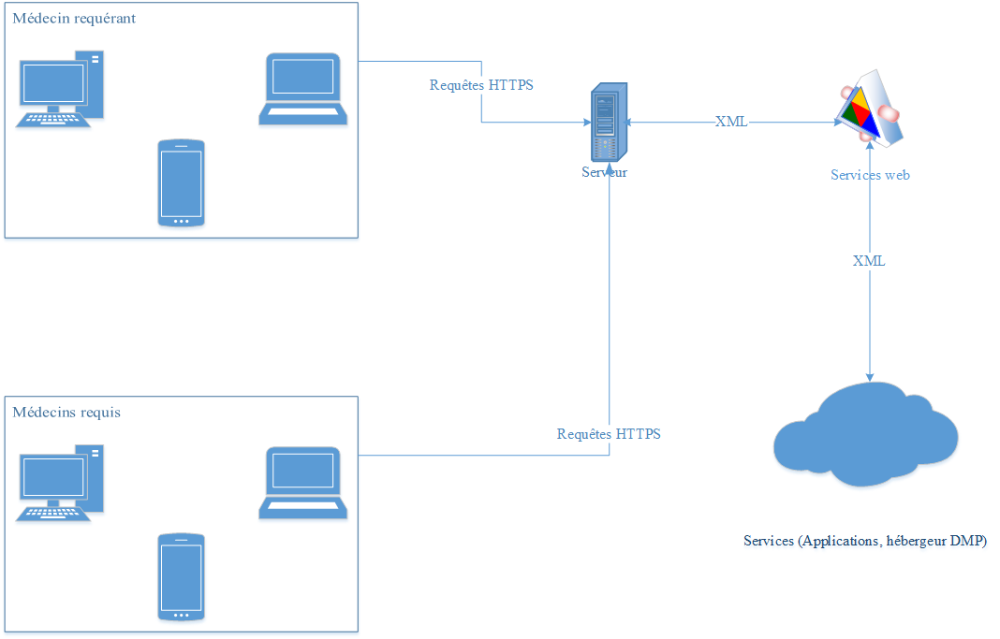 Médecin requérant
Requêtes HTTPS
XML
Serveur
Services web
XML
Médecins requis
Requêtes HTTPS
Services (Applications, hébergeur DMP)